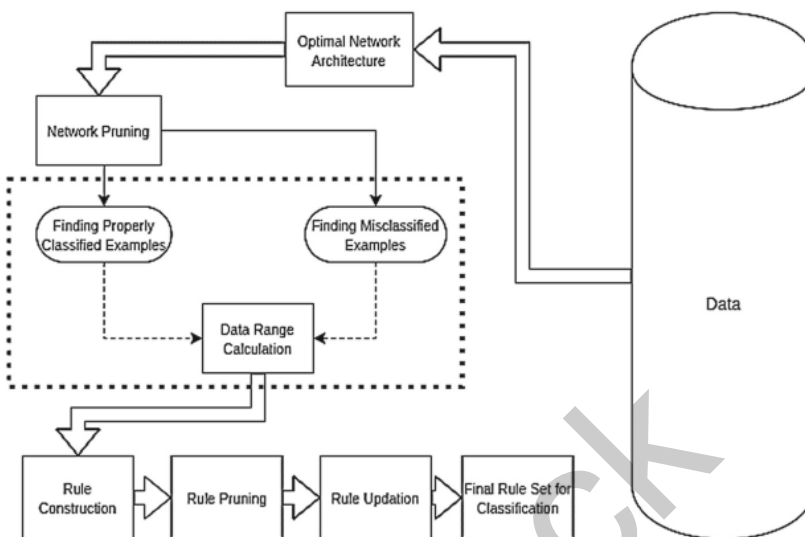 Optimal Network
Architecture
Network Pruning
Finding Properly
Classified Examples
Finding Misclassified
Examples
Data Range
Calculation
Data
Rule
Construction
Rule Pruning
Rule Updation
Final Rule Set for
Classification
ck